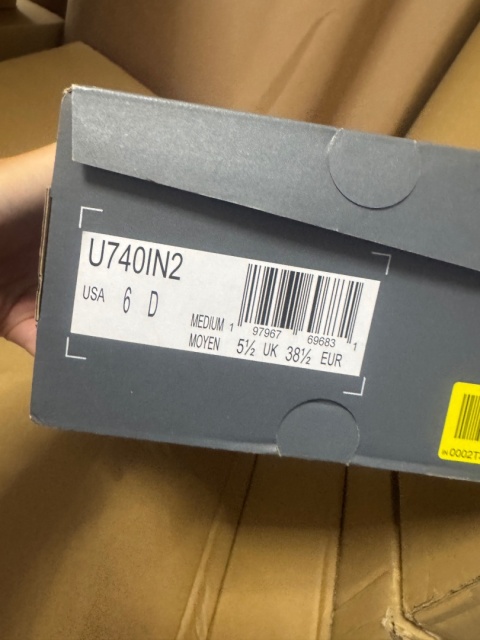 U740IN2
USA 6 D
MEDIUM
MOYEN
1 97967 69683 1
5½ UK 38½ EUR